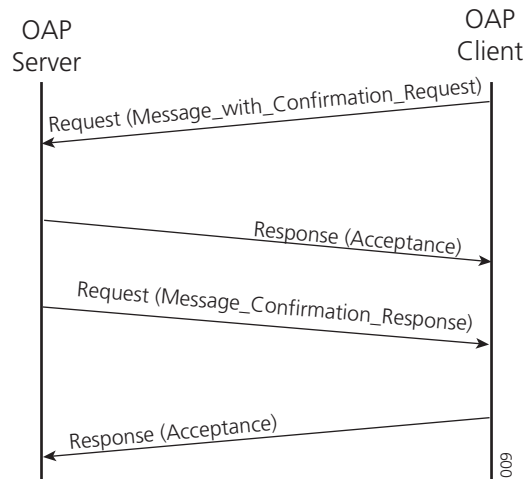 OAP
Server
OAP
Client
Request (Message_with_Confirmation_Request)
Response (Acceptance)
Request (Message_Confirmation_Response)
Response (Acceptance)
009